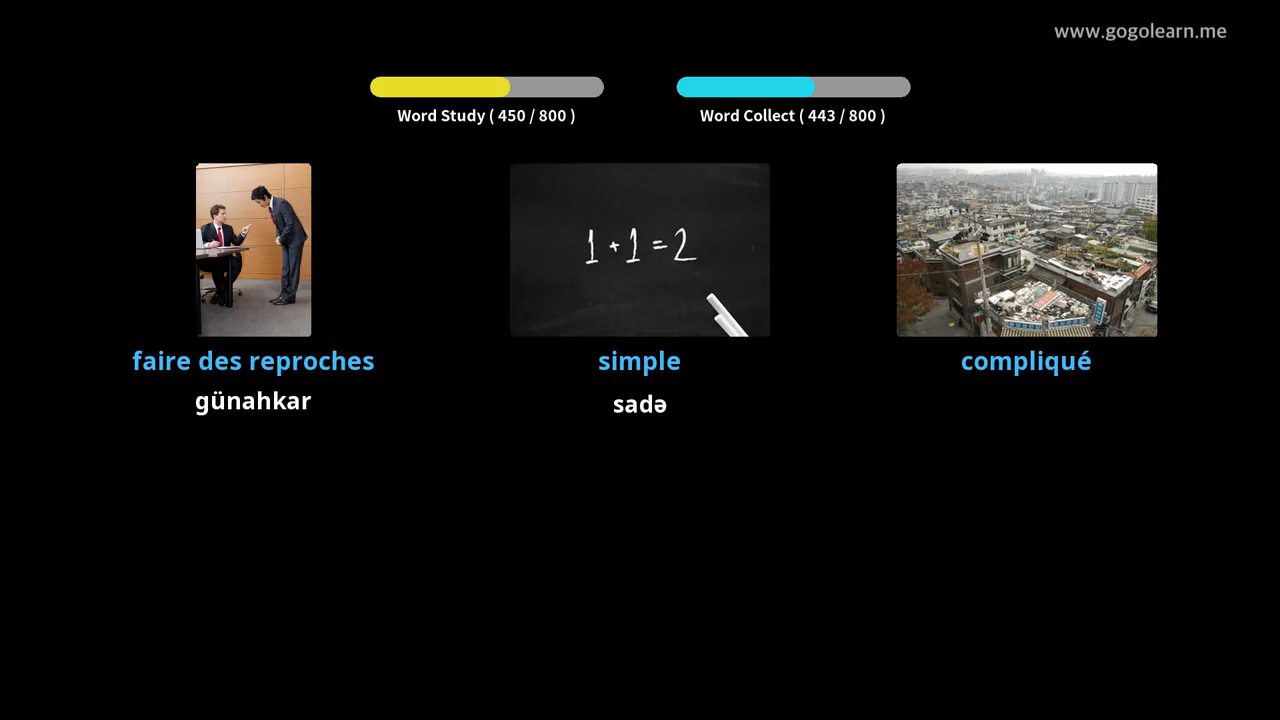 www.gogolearn.me
Word Study ( 450 / 800 )
Word Collect ( 443 / 800 )
1 + 1 = 2
faire des reproches
simple
compliqué
günahkar
sadə